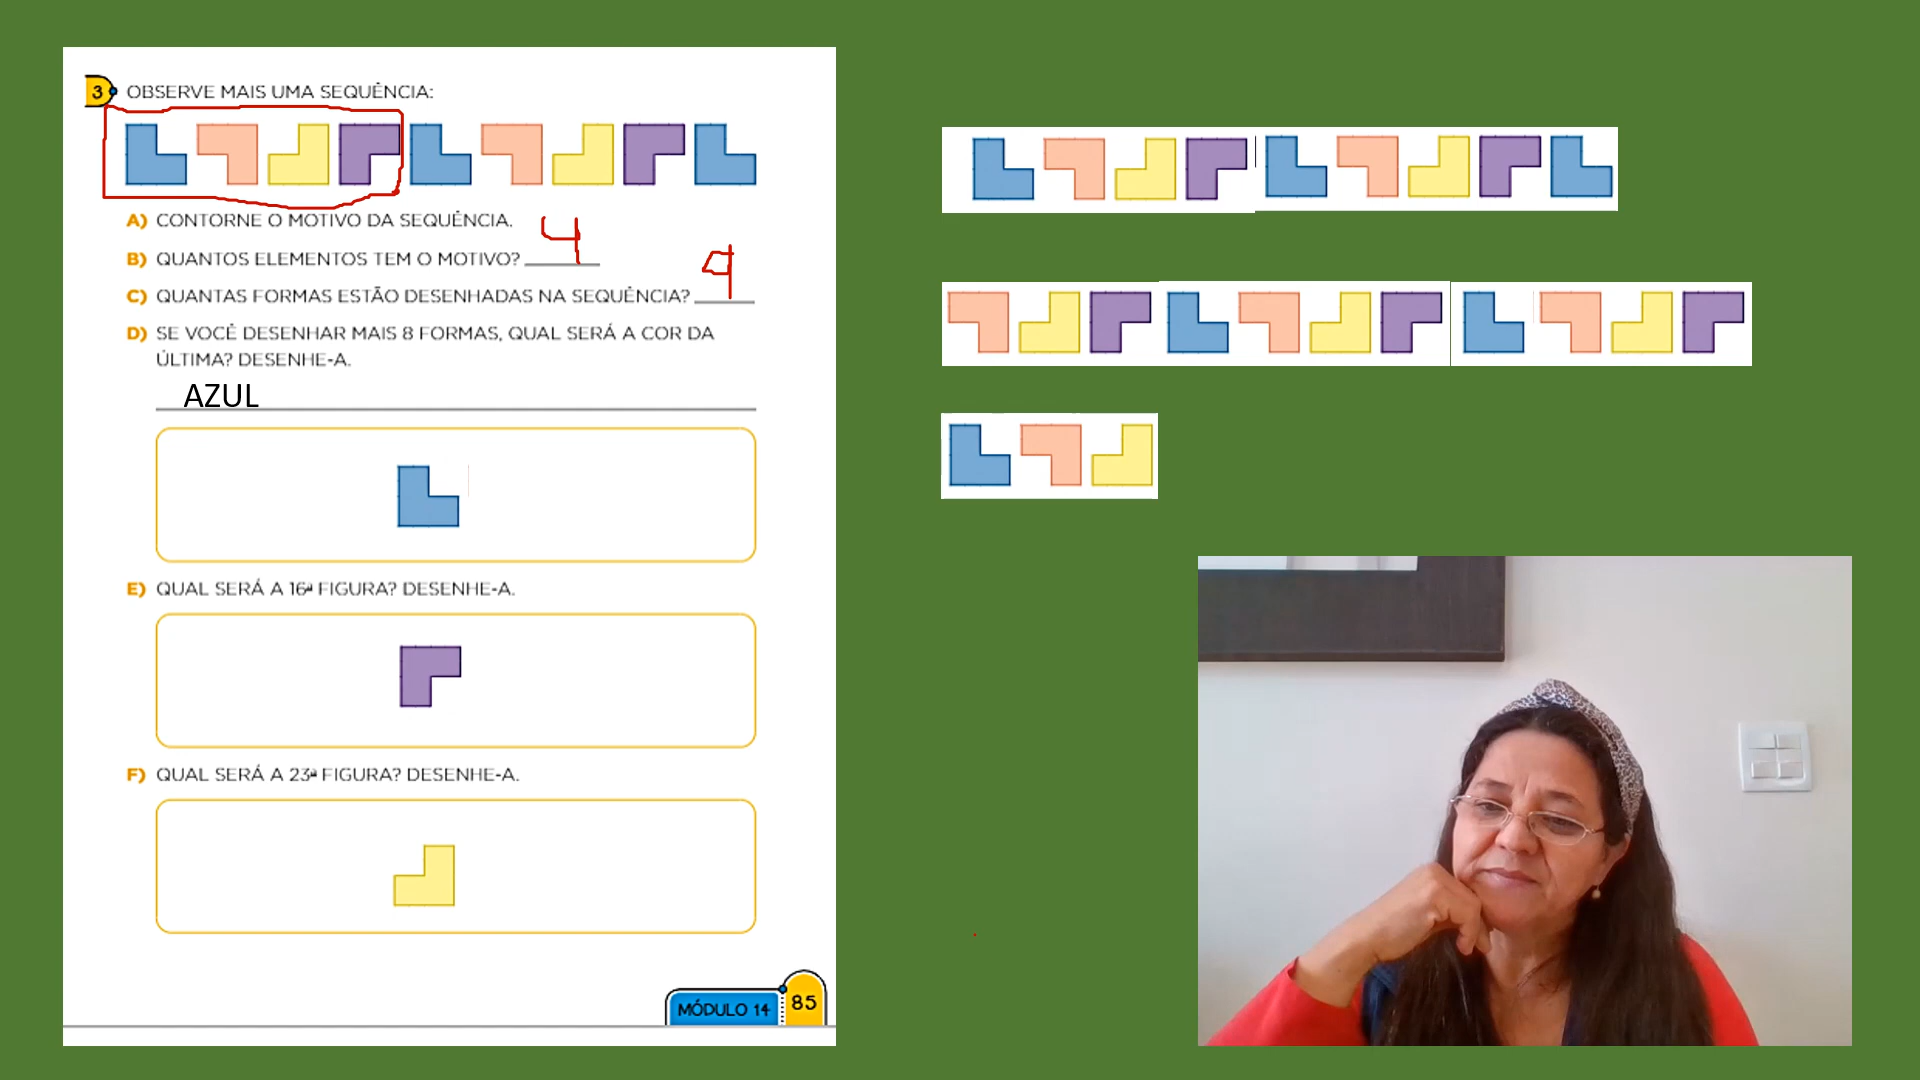 3 OBSERVE MAIS UMA SEQUÊNCIA:
A) CONTORNE O MOTIVO DA SEQUÊNCIA.
B) QUANTOS ELEMENTOS TEM O MOTIVO? 4
C) QUANTAS FORMAS ESTÃO DESENHADAS NA SEQUÊNCIA? 9
D) SE VOCÊ DESENHAR MAIS 8 FORMAS, QUAL SERÁ A COR DA
ÚLTIMA? DESENHE-A.
AZUL
E) QUAL SERÁ A 16ª FIGURA? DESENHE-A.
F) QUAL SERÁ A 23ª FIGURA? DESENHE-A.
MÓDULO 14 85